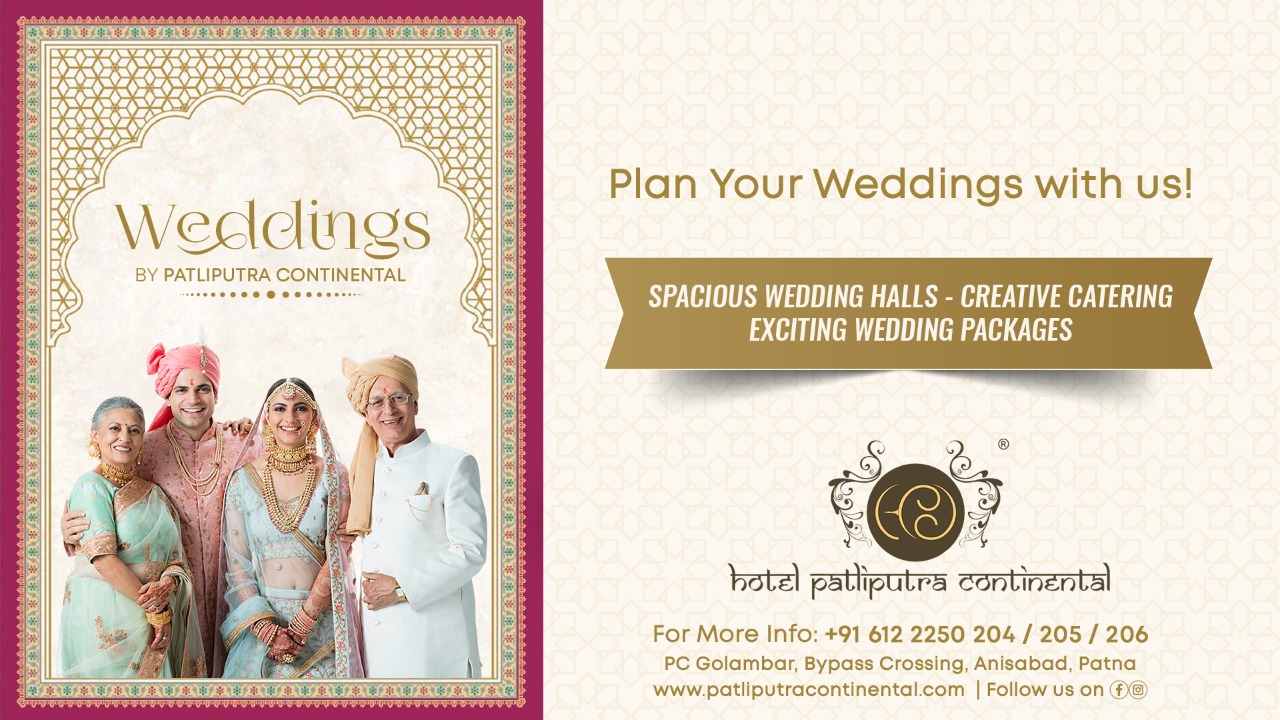 Weddings
BY PATLIPUTRA CONTINENTAL
Plan Your Weddings with us!
SPACIOUS WEDDING HALLS - CREATIVE CATERING
EXCITING WEDDING PACKAGES
®
hotel patliputra continental
For More Info: +91 612 2250 204 / 205 / 206
PC Golambar, Bypass Crossing, Anisabad, Patna
www.patliputracontinental.com | Follow us on